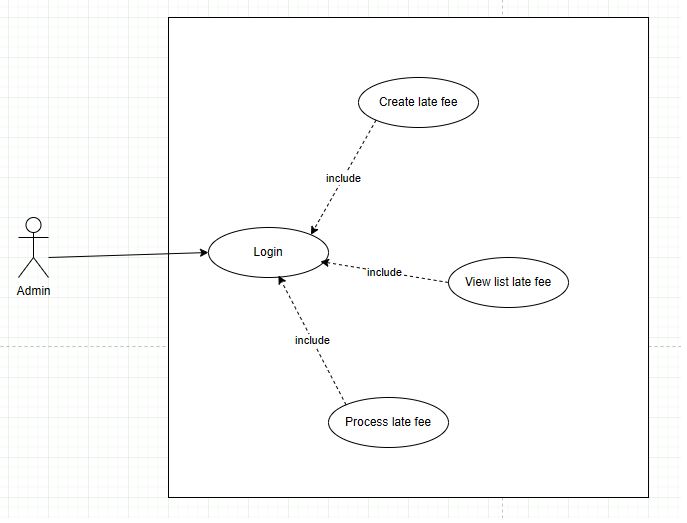 Create late fee
include
Login
include
View list late fee
Admin
include
Process late fee